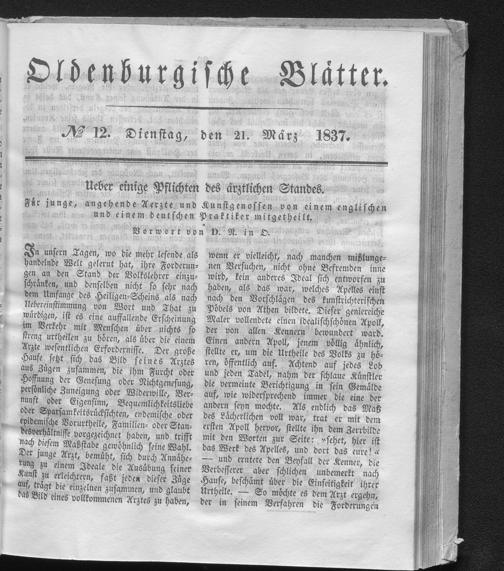 Oldenburgische Blätter.
№ 12. Dienstag, den 21. März 1837.
Ueber einige Pflichten des ärztlichen Standes.
Für junge, angehende Aerzte und Kunstgenossen von einem englischen
und einem deutschen Praktiker mitgetheilt.
Vorwort von D. N. in O.
In unsern Tagen, wo die mehr lesende als
handelnde Welt gelernt hat, ihre Forderun-
gen an den Stand der Volkslehrer einzu-
schränken, und denselben nicht so sehr nach
dem Umfange des Heiligen-Scheins als nach
Uebereinstimmung von Wort und That zu
würdigen, ist es eine auffallende Erscheinung
im Verkehr mit Menschen über nichts so
streng urtheilen zu hören, als über die einem
Arzte wesentlichen Erfordernisse. Der große
Haufe setzt sich das Bild seines Arztes
aus Zügen zusammen, die ihm Furcht oder
Hoffnung der Genesung oder Nichtgenesung,
persönliche Zuneigung oder Widerwille, Ver-
nunft oder Eigensinn, Bequemlichkeitsliebe
oder Sparsamkeitsrücksichten, endemische oder
epidemische Vorurtheile, Familien- oder Stan-
desverhältnisse vorgezeichnet haben, und trifft
nach diesem Maßstabe gewöhnlich seine Wahl.
Der junge Arzt, bemüht, sich durch Annähe-
rung zu einem Ideale die Ausübung seiner
Kunst zu erleichtern, faßt jeden dieser Züge
auf, trägt die einzelnen zusammen, und glaubt
das Bild eines vollkommenen Arztes zu haben,
wenn er vielleicht, nach manchen mißlunge-
nen Versuchen, nicht ohne Befremden inne
wird, kein anderes Ideal sich entworfen zu
haben, als das war, welches Apelles einst
nach den Vorschlägen des kunstrichterischen
Pöbels von Athen bildete. Dieser geniereiche
Maler vollendete einen idealischschönen Apoll,
der von allen Kennern bewundert ward.
Einen andern Apoll, jenem völlig ähnlich,
stellte er, um die Urtheile des Volks zu hö-
ren, öffentlich auf. Achtend auf jedes Lob
und jeden Tadel, nahm der schlaue Künstler
die vermeinte Berichtigung in sein Gemälde
auf, wie widersprechend immer die eine der
andern seyn mochte. Als endlich das Maß
des Lächerlichen voll war, trat er mit dem
ersten Apoll hervor, stellte ihn dem Zerrbilde
mit den Worten zur Seite: »sehet, hier ist
das Werk des Apelles, und dort das eure!«
— und erntete den Beyfall der Kenner, die
Verbesserer aber schlichen unbemerkt nach
Hause, beschämt über die Einseitigkeit ihrer
Urtheile. — So möchte es dem Arzt ergehn,
der in seinem Verfahren die Forderungen